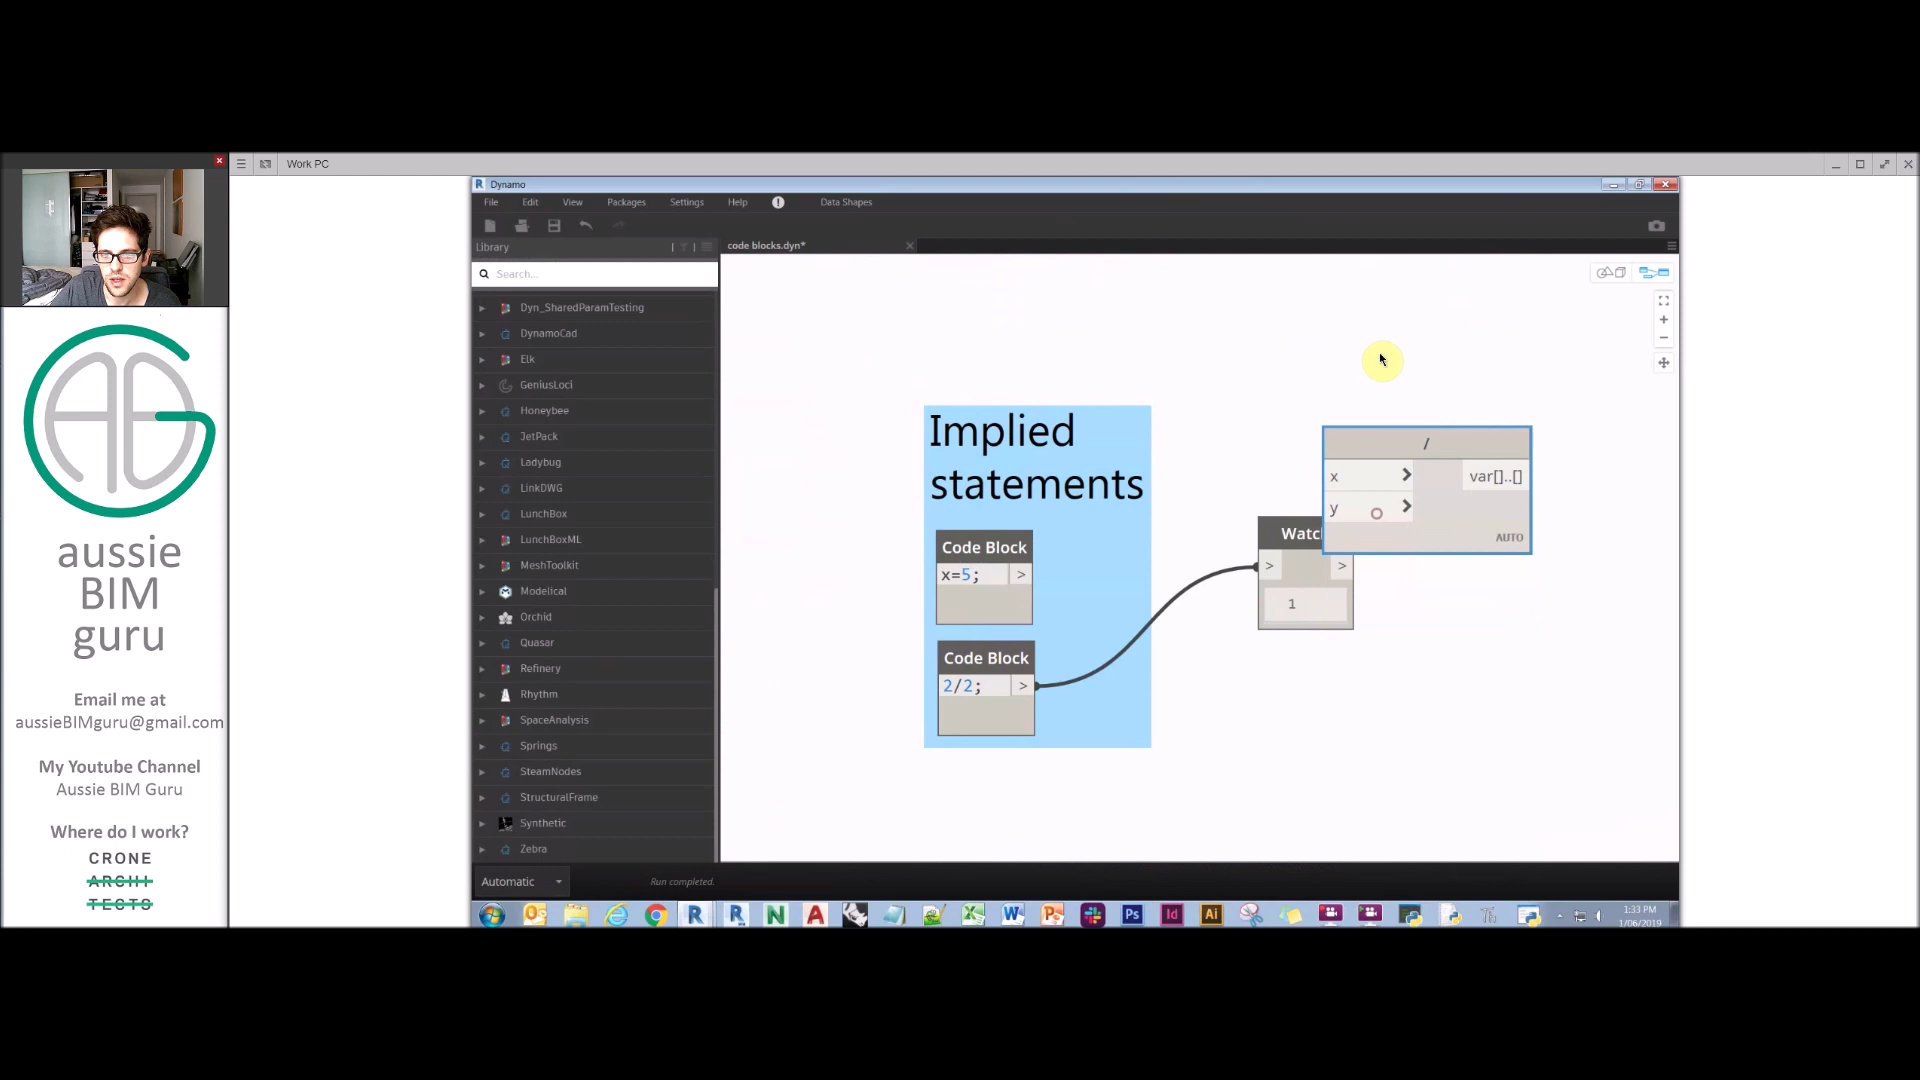 Work PC
Dynamo
File Edit View Packages Settings Help Data Shapes
Library
code blocks.dyn*
Search...
Dyn_SharedParamTesting
DynamoCad
Elk
GeniusLoci
Honeybee
JetPack
Ladybug
LinkDWG
LunchBox
LunchBoxML
MeshToolkit
Modelical
Orchid
Quasar
Refinery
Rhythm
SpaceAnalysis
Springs
SteamNodes
StructuralFrame
Synthetic
Zebra
Automatic
Run completed.
Implied
statements
Code Block
x=5; >
Code Block
2/2; >
Watc
> >
1
/
x > var[]..[]
y >
AUTO
aussie
BIM
guru
Email me at
aussieBIMguru@gmail.com
My Youtube Channel
Aussie BIM Guru
Where do I work?
CRONE
ARCHI
TECTS
1:33 PM
1/06/2019